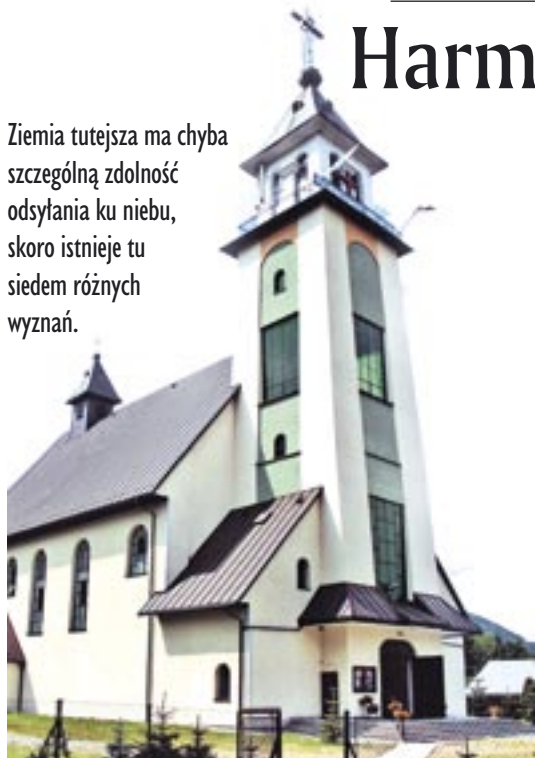 Harm
Ziemia tutejsza ma chyba
szczególną zdolność
odsyłania ku niebu,
skoro istnieje tu
siedem różnych
wyznań.